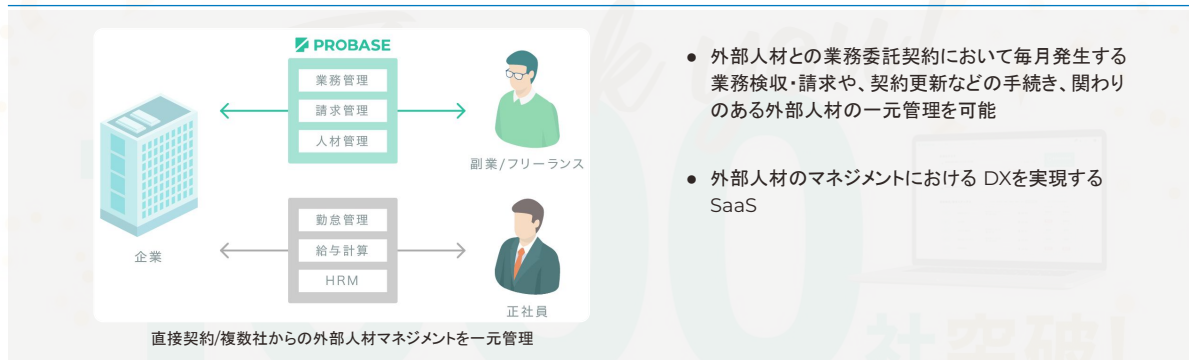 PROBASE
業務管理
請求管理
人材管理
副業/フリーランス
企業
勤怠管理
給与計算
HRM
正社員
直接契約/複数社からの外部人材マネジメントを一元管理
● 外部人材との業務委託契約において毎月発生する
業務検収・請求や、契約更新などの手続き、関わり
のある外部人材の一元管理を可能
● 外部人材のマネジメントにおける DXを実現する
SaaS
社突破!